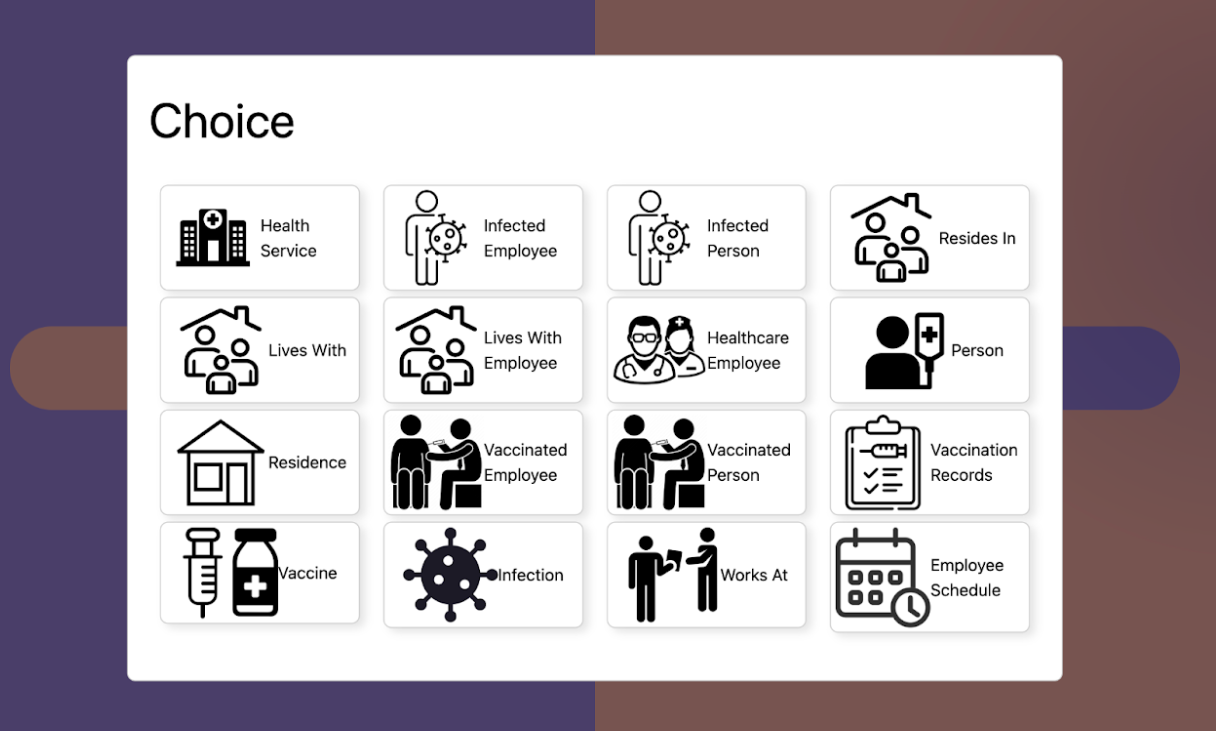 Choice
Health
Service
Infected
Employee
Infected
Person
Resides In
Lives With
Lives With
Employee
Healthcare
Employee
Person
Residence
Vaccinated
Employee
Vaccinated
Person
Vaccination
Records
Vaccine
Infection
Works At
Employee
Schedule